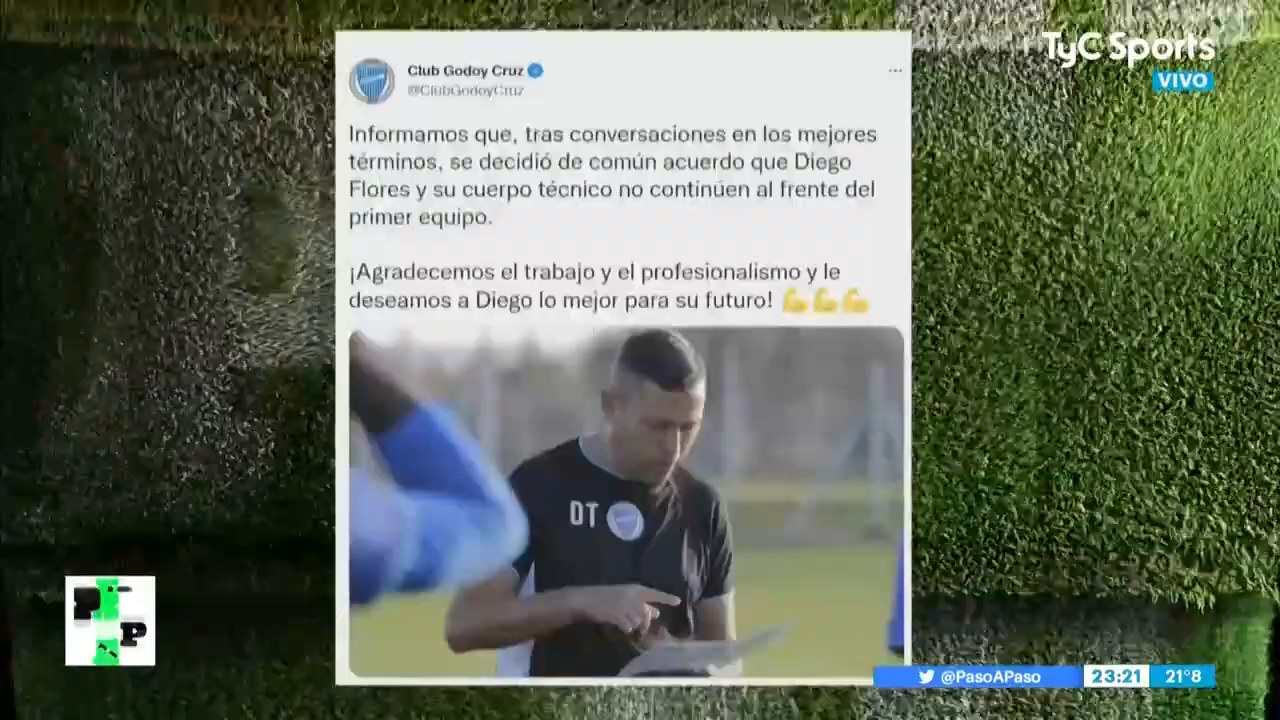 TyC Sports
VIVO
Club Godoy Cruz
@ClubGodoyCruz
Informamos que, tras conversaciones en los mejores
términos, se decidió de común acuerdo que Diego
Flores y su cuerpo técnico no continúen al frente del
primer equipo.
¡Agradecemos el trabajo y el profesionalismo y le
deseamos a Diego lo mejor para su futuro! 💪💪💪
DT
P
P
@PasoAPaso
23:21
21°8